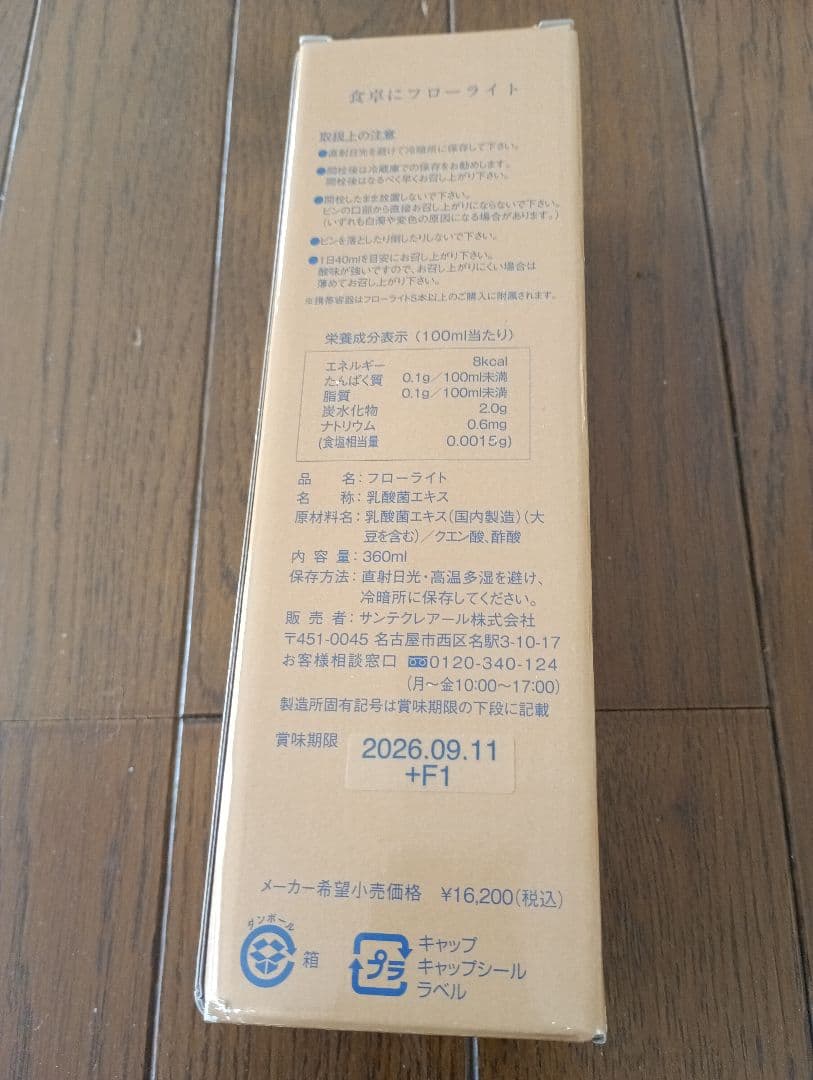 食卓にフローライト
取扱上の注意
●直射日光を避けて冷暗所に保存して下さい。
●開栓後は冷蔵庫での保存をお勧めします。
開栓後はなるべく早くお召し上がり下さい。
●開栓したまま放置しないで下さい。
ビンの口部から直接お召し上がりにならないで下さい。
(いずれも白濁や変色の原因になる場合があります。)
●ビンを落としたり倒したりしないで下さい。
●1日40mlを目安にお召し上がり下さい。
酸味が強いですので、お召し上がりにくい場合は
薄めてお召し上がり下さい。
※携帯容器はフローライト5本以上のご購入に附属されます。
栄養成分表示(100ml当たり)
エネルギー 8kcal
たんぱく質 0.1g/100ml未満
脂質 0.1g/100ml未満
炭水化物 2.0g
ナトリウム 0.6mg
(食塩相当量 0.0015g)
品 名:フローライト
名 称:乳酸菌エキス
原材料名:乳酸菌エキス(国内製造)(大
豆を含む)/クエン酸、酢酸
内容量:360ml
保存方法:直射日光・高温多湿を避け、
冷暗所に保存してください。
販売者:サンテクレアール株式会社
〒451-0045 名古屋市西区名駅3-10-17
お客様相談窓口 0120-340-124
(月~金10:00~17:00)
製造所固有記号は賞味期限の下段に記載
賞味期限 2026.09.11
+F1
メーカー希望小売価格 ¥16,200(税込)
ダンボール
箱
プラ
キャップ
キャップシール
ラベル